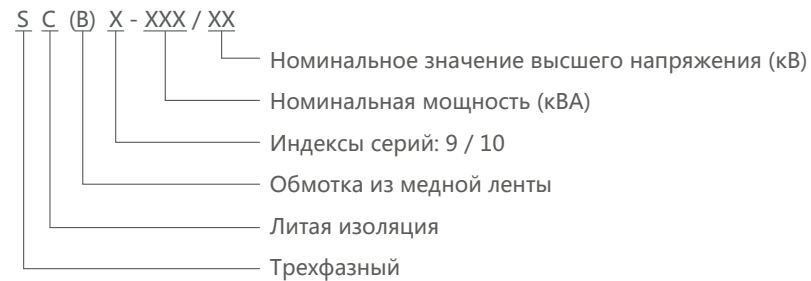 S C (B) X - XXX / XX
Номинальное значение высшего напряжения (кВ)
Номинальная мощность (кВА)
Индексы серий: 9 / 10
Обмотка из медной ленты
Литая изоляция
Трехфазный